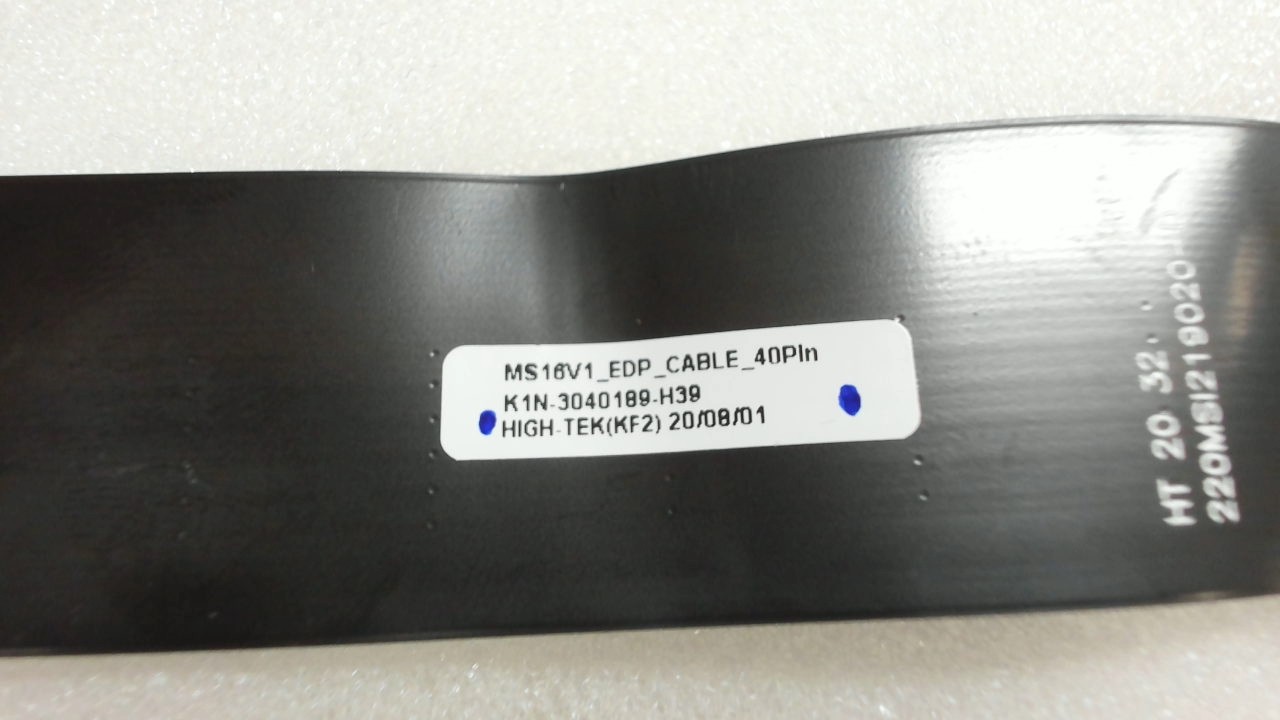 MS16V1_EDP_CABLE_40PIn
K1N-3040189-H39
HIGH-TEK(KF2) 20/08/01
HT 20 32
220MSI219020